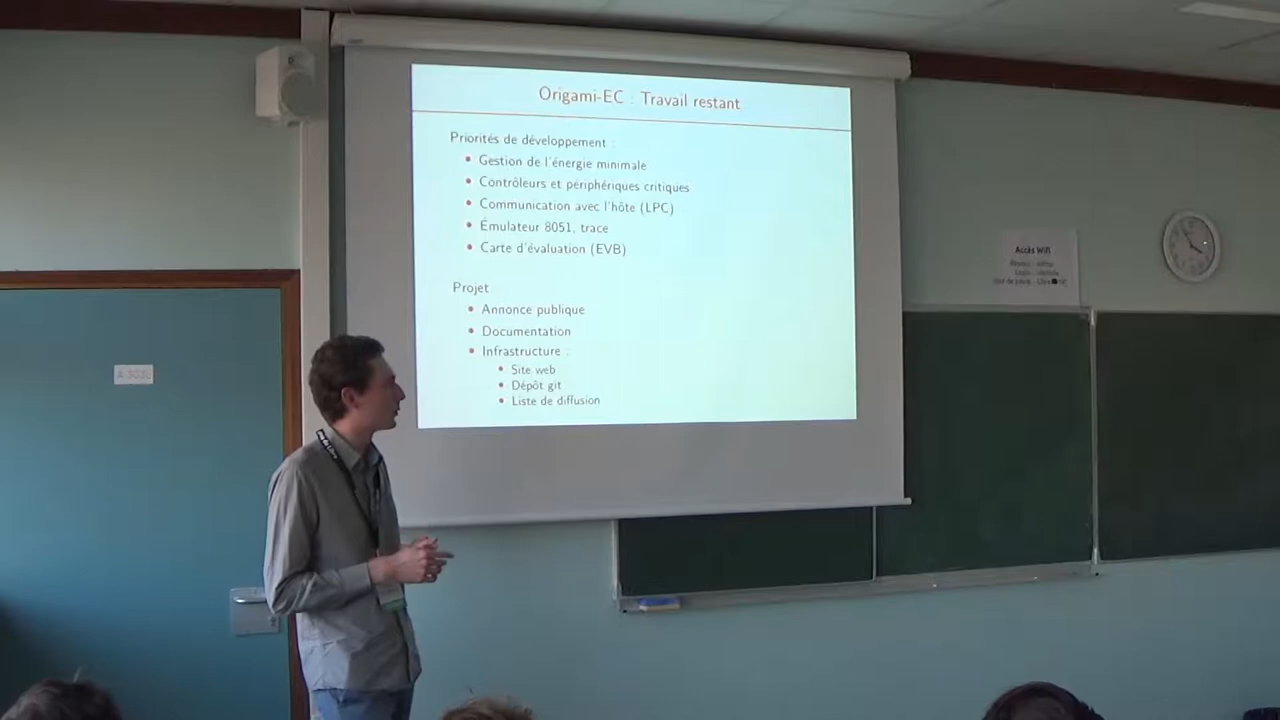 Origami-EC : Travail restant
Priorités de développement :
Gestion de l'énergie minimale
Contrôleurs et périphériques critiques
Communication avec l'hôte (LPC)
Émulateur 8051, trace
Carte d'évaluation (EVB)
Projet
Annonce publique
Documentation
Infrastructure :
Site web
Dépôt git
Liste de diffusion
Accès Wifi